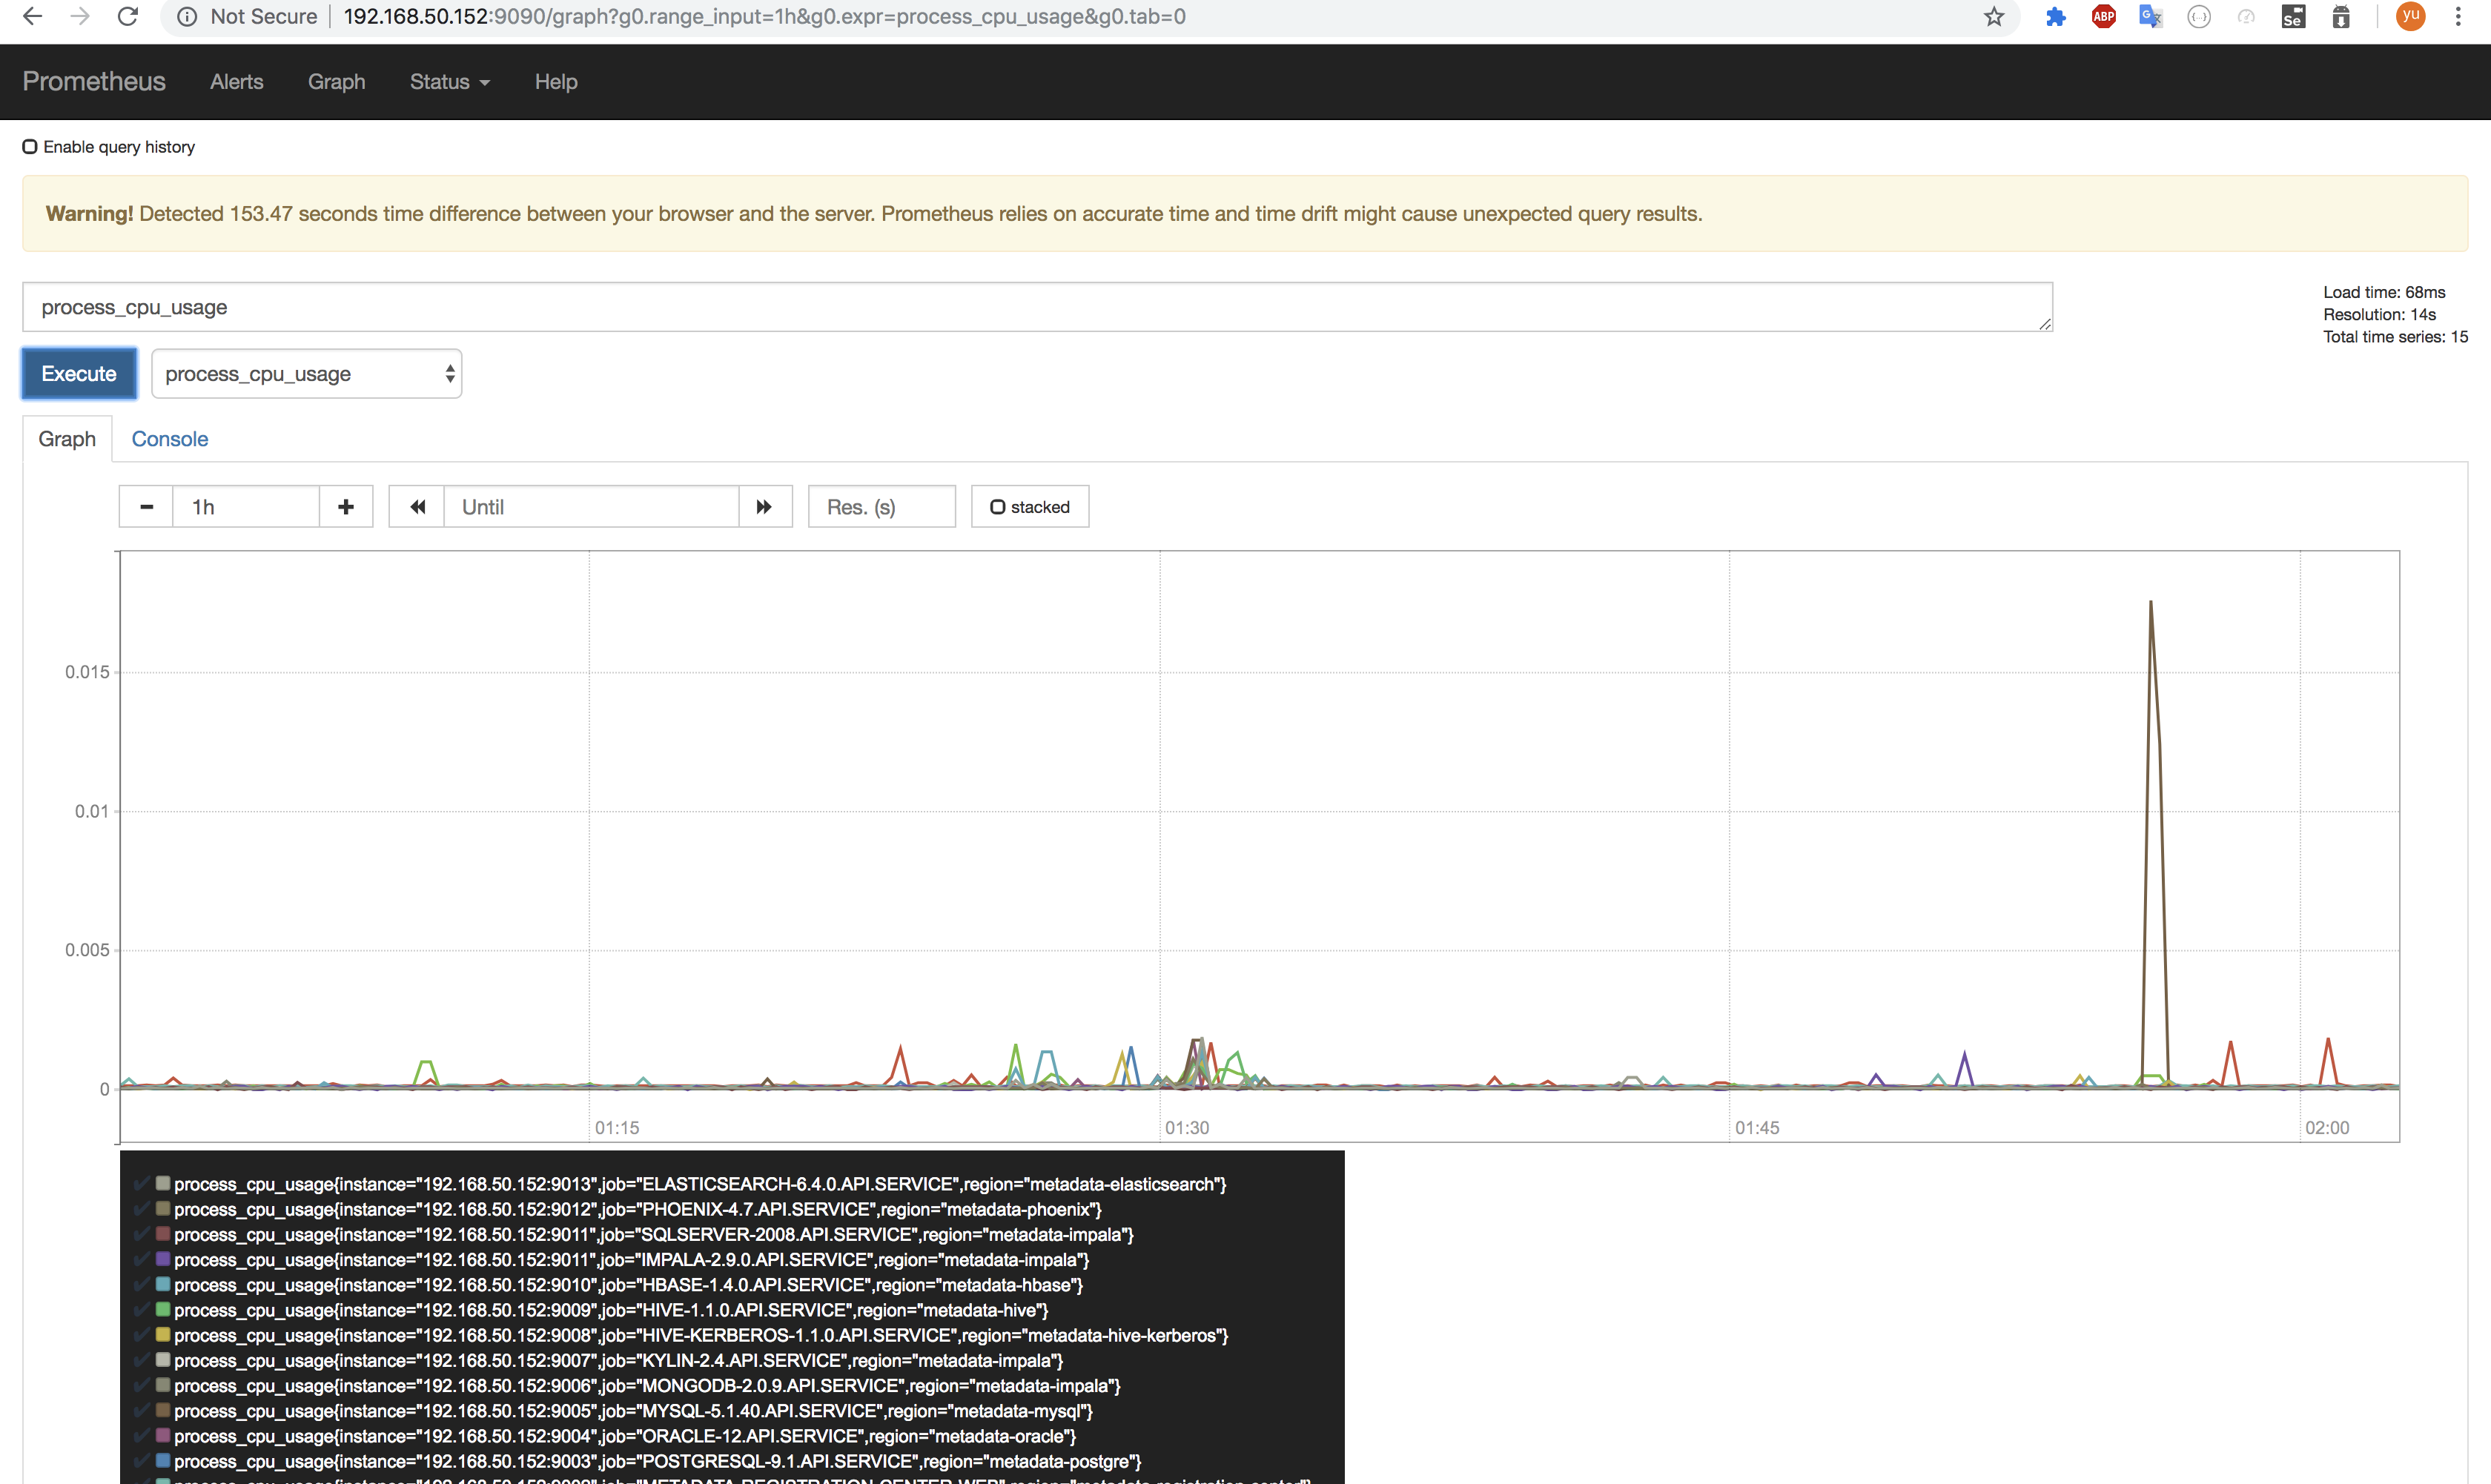 Not Secure | 192.168.50.152:9090/graph?g0.range_input=1h&g0.expr=process_cpu_usage&g0.tab=0
ABP
Se
yu
Prometheus Alerts Graph Status Help
Enable query history
Warning! Detected 153.47 seconds time difference between your browser and the server. Prometheus relies on accurate time and time drift might cause unexpected query results.
process_cpu_usage
Load time: 68ms
Resolution: 14s
Total time series: 15
Execute process_cpu_usage
Graph Console
1h Until Res. (s) stacked
0.015
0.01
0.005
0
01:15 01:30 01:45 02:00
process_cpu_usage{instance="192.168.50.152:9013",job="ELASTICSEARCH-6.4.0.API.SERVICE",region="metadata-elasticsearch"}
process_cpu_usage{instance="192.168.50.152:9012",job="PHOENIX-4.7.API.SERVICE",region="metadata-phoenix"}
process_cpu_usage{instance="192.168.50.152:9011",job="SQLSERVER-2008.API.SERVICE",region="metadata-impala"}
process_cpu_usage{instance="192.168.50.152:9011",job="IMPALA-2.9.0.API.SERVICE",region="metadata-impala"}
process_cpu_usage{instance="192.168.50.152:9010",job="HBASE-1.4.0.API.SERVICE",region="metadata-hbase"}
process_cpu_usage{instance="192.168.50.152:9009",job="HIVE-1.1.0.API.SERVICE",region="metadata-hive"}
process_cpu_usage{instance="192.168.50.152:9008",job="HIVE-KERBEROS-1.1.0.API.SERVICE",region="metadata-hive-kerberos"}
process_cpu_usage{instance="192.168.50.152:9007",job="KYLIN-2.4.API.SERVICE",region="metadata-impala"}
process_cpu_usage{instance="192.168.50.152:9006",job="MONGODB-2.0.9.API.SERVICE",region="metadata-impala"}
process_cpu_usage{instance="192.168.50.152:9005",job="MYSQL-5.1.40.API.SERVICE",region="metadata-mysql"}
process_cpu_usage{instance="192.168.50.152:9004",job="ORACLE-12.API.SERVICE",region="metadata-oracle"}
process_cpu_usage{instance="192.168.50.152:9003",job="POSTGRESQL-9.1.API.SERVICE",region="metadata-postgre"}